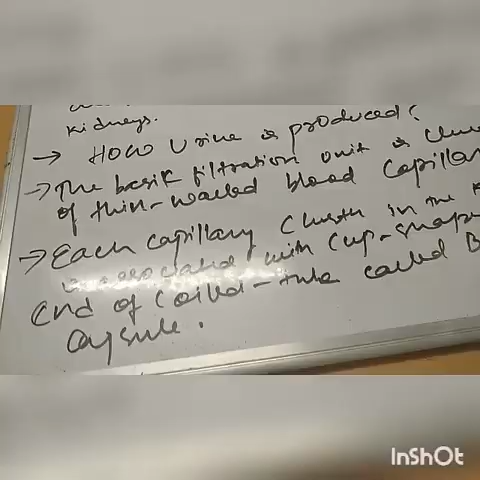 kidneys.
→ How Urine is produced?
→ The basic filtration unit is
of thin-walled blood Capillar
→ Each capillary Cluster in the
is associated with Cup-shape
end of Coiled-tube called B
Capsule.
InShOt